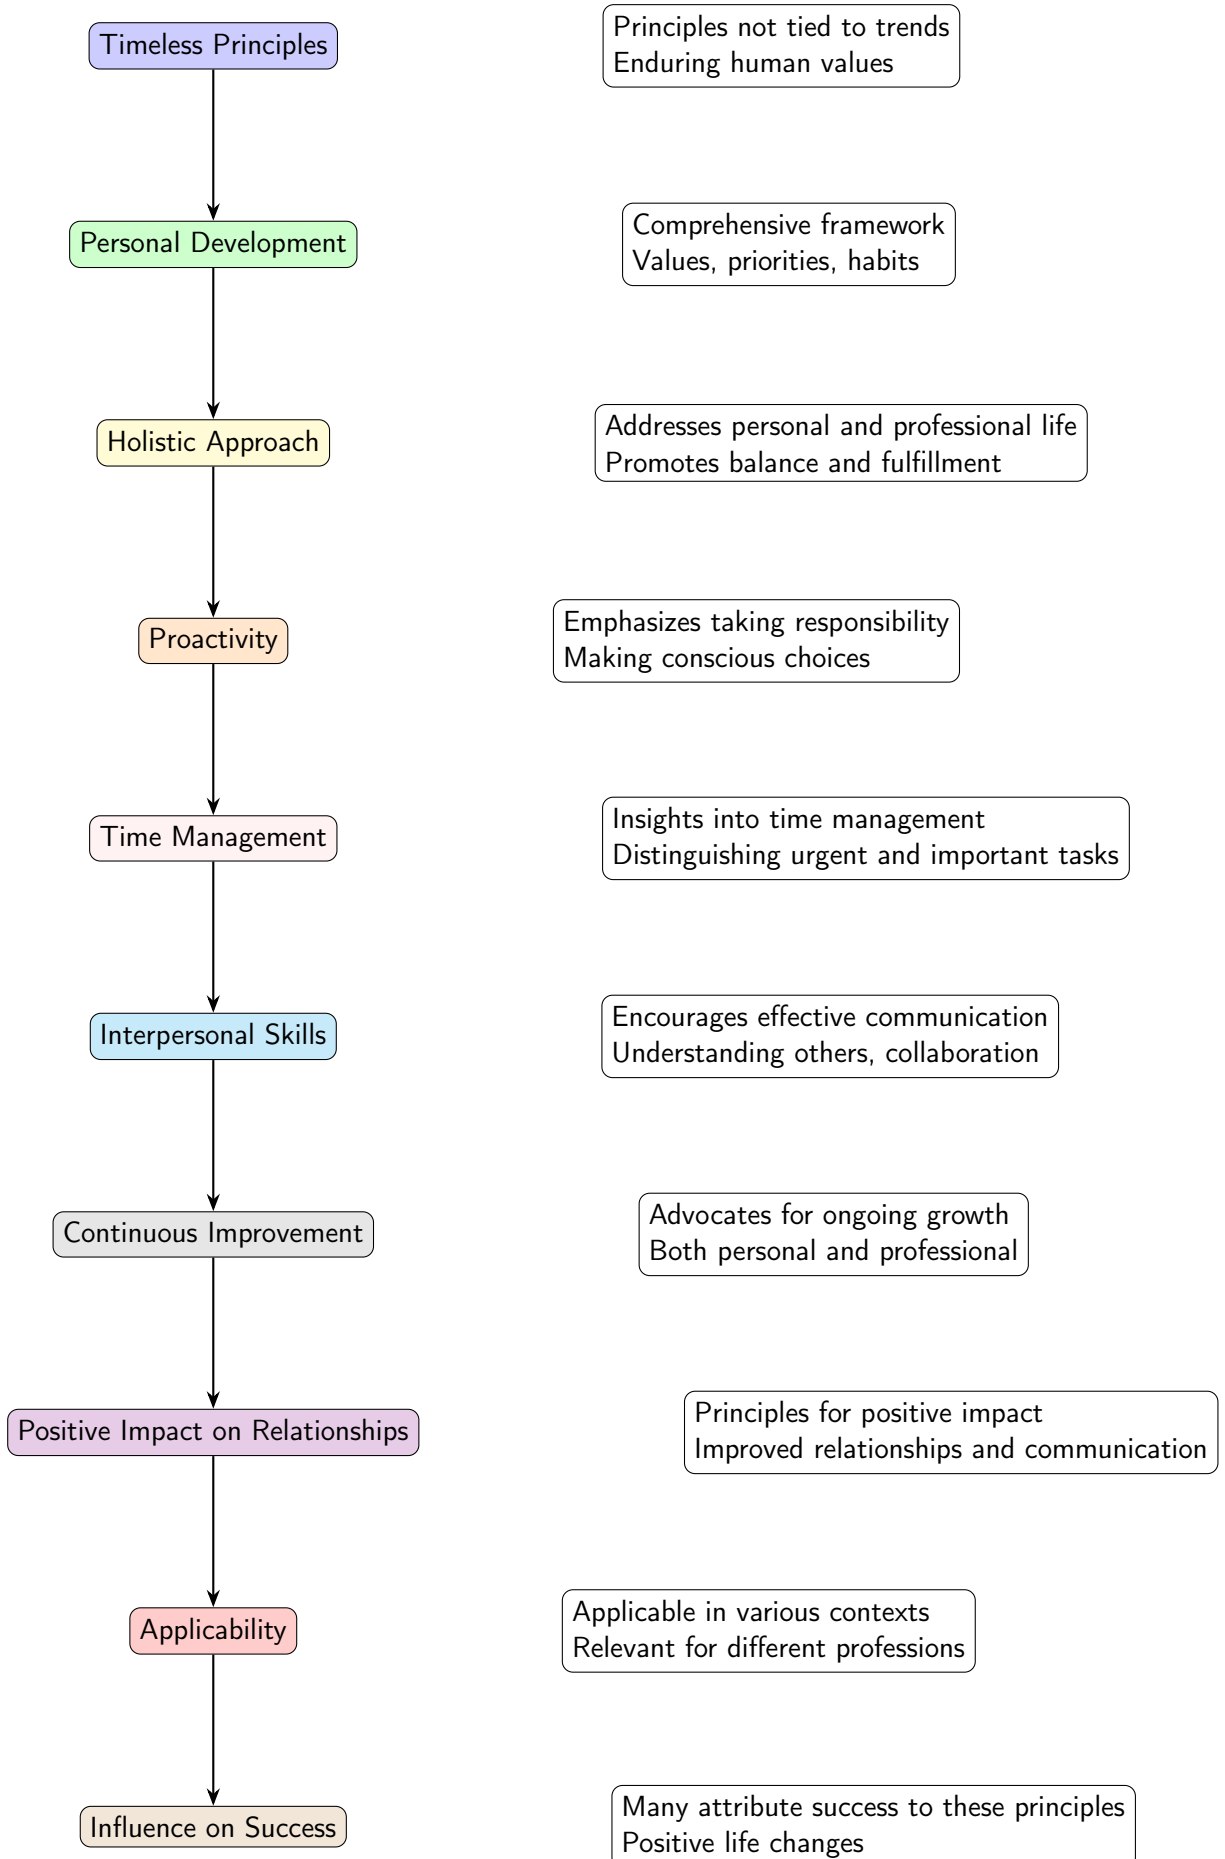 Timeless Principles
Principles not tied to trends
Enduring human values
Personal Development
Comprehensive framework
Values, priorities, habits
Holistic Approach
Addresses personal and professional life
Promotes balance and fulfillment
Proactivity
Emphasizes taking responsibility
Making conscious choices
Time Management
Insights into time management
Distinguishing urgent and important tasks
Interpersonal Skills
Encourages effective communication
Understanding others, collaboration
Continuous Improvement
Advocates for ongoing growth
Both personal and professional
Positive Impact on Relationships
Principles for positive impact
Improved relationships and communication
Applicability
Applicable in various contexts
Relevant for different professions
Influence on Success
Many attribute success to these principles
Positive life changes